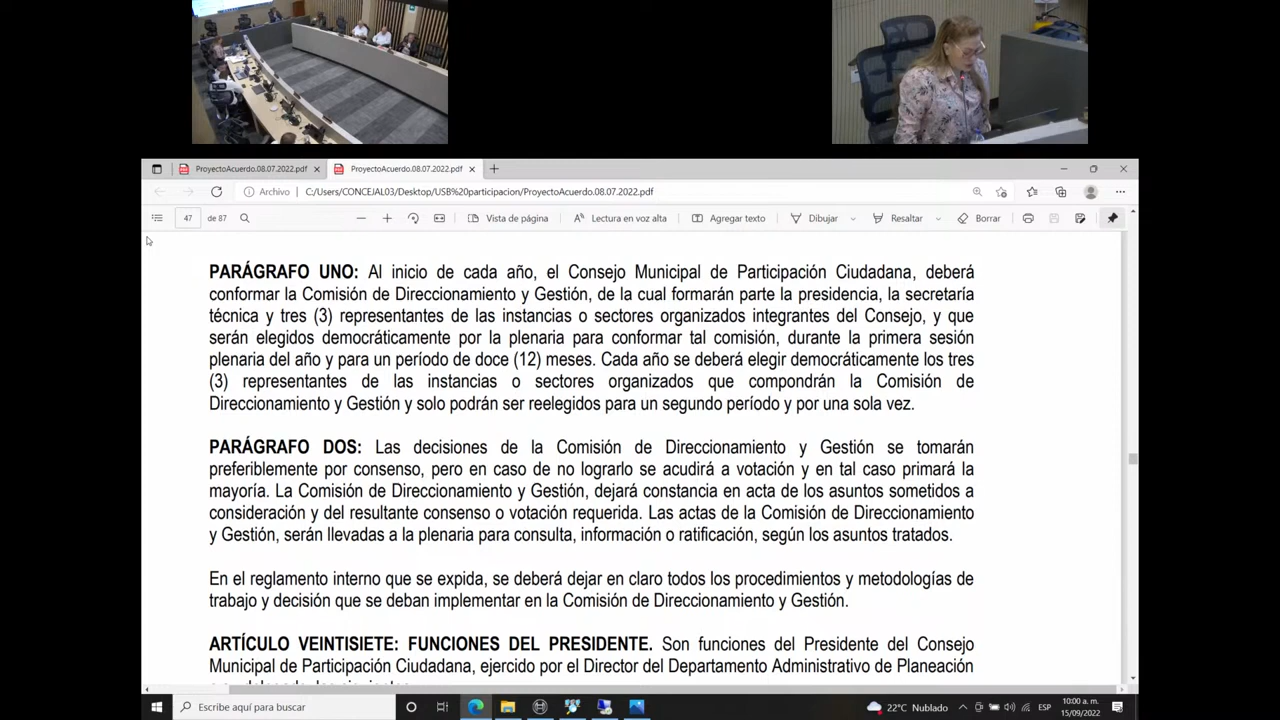 ProyectoAcuerdo.08.07.2022.pdf
ProyectoAcuerdo.08.07.2022.pdf
Archivo
C:/Users/CONCEJAL03/Desktop/USB%20participacion/ProyectoAcuerdo.08.07.2022.pdf
47 de 87
Vista de página
Lectura en voz alta
Agregar texto
Dibujar
Resaltar
Borrar
PARÁGRAFO UNO: Al inicio de cada año, el Consejo Municipal de Participación Ciudadana, deberá
conformar la Comisión de Direccionamiento y Gestión, de la cual formarán parte la presidencia, la secretaría
técnica y tres (3) representantes de las instancias o sectores organizados integrantes del Consejo, y que
serán elegidos democráticamente por la plenaria para conformar tal comisión, durante la primera sesión
plenaria del año y para un período de doce (12) meses. Cada año se deberá elegir democráticamente los tres
(3) representantes de las instancias o sectores organizados que compondrán la Comisión de
Direccionamiento y Gestión y solo podrán ser reelegidos para un segundo período y por una sola vez.
PARÁGRAFO DOS: Las decisiones de la Comisión de Direccionamiento y Gestión se tomarán
preferiblemente por consenso, pero en caso de no lograrlo se acudirá a votación y en tal caso primará la
mayoría. La Comisión de Direccionamiento y Gestión, dejará constancia en acta de los asuntos sometidos a
consideración y del resultante consenso o votación requerida. Las actas de la Comisión de Direccionamiento
y Gestión, serán llevadas a la plenaria para consulta, información o ratificación, según los asuntos tratados.
En el reglamento interno que se expida, se deberá dejar en claro todos los procedimientos y metodologías de
trabajo y decisión que se deban implementar en la Comisión de Direccionamiento y Gestión.
ARTÍCULO VEINTISIETE: FUNCIONES DEL PRESIDENTE. Son funciones del Presidente del Consejo
Municipal de Participación Ciudadana, ejercido por el Director del Departamento Administrativo de Planeación
Escribe aquí para buscar
22°C Nublado
ESP
10:00 a. m.
15/09/2022